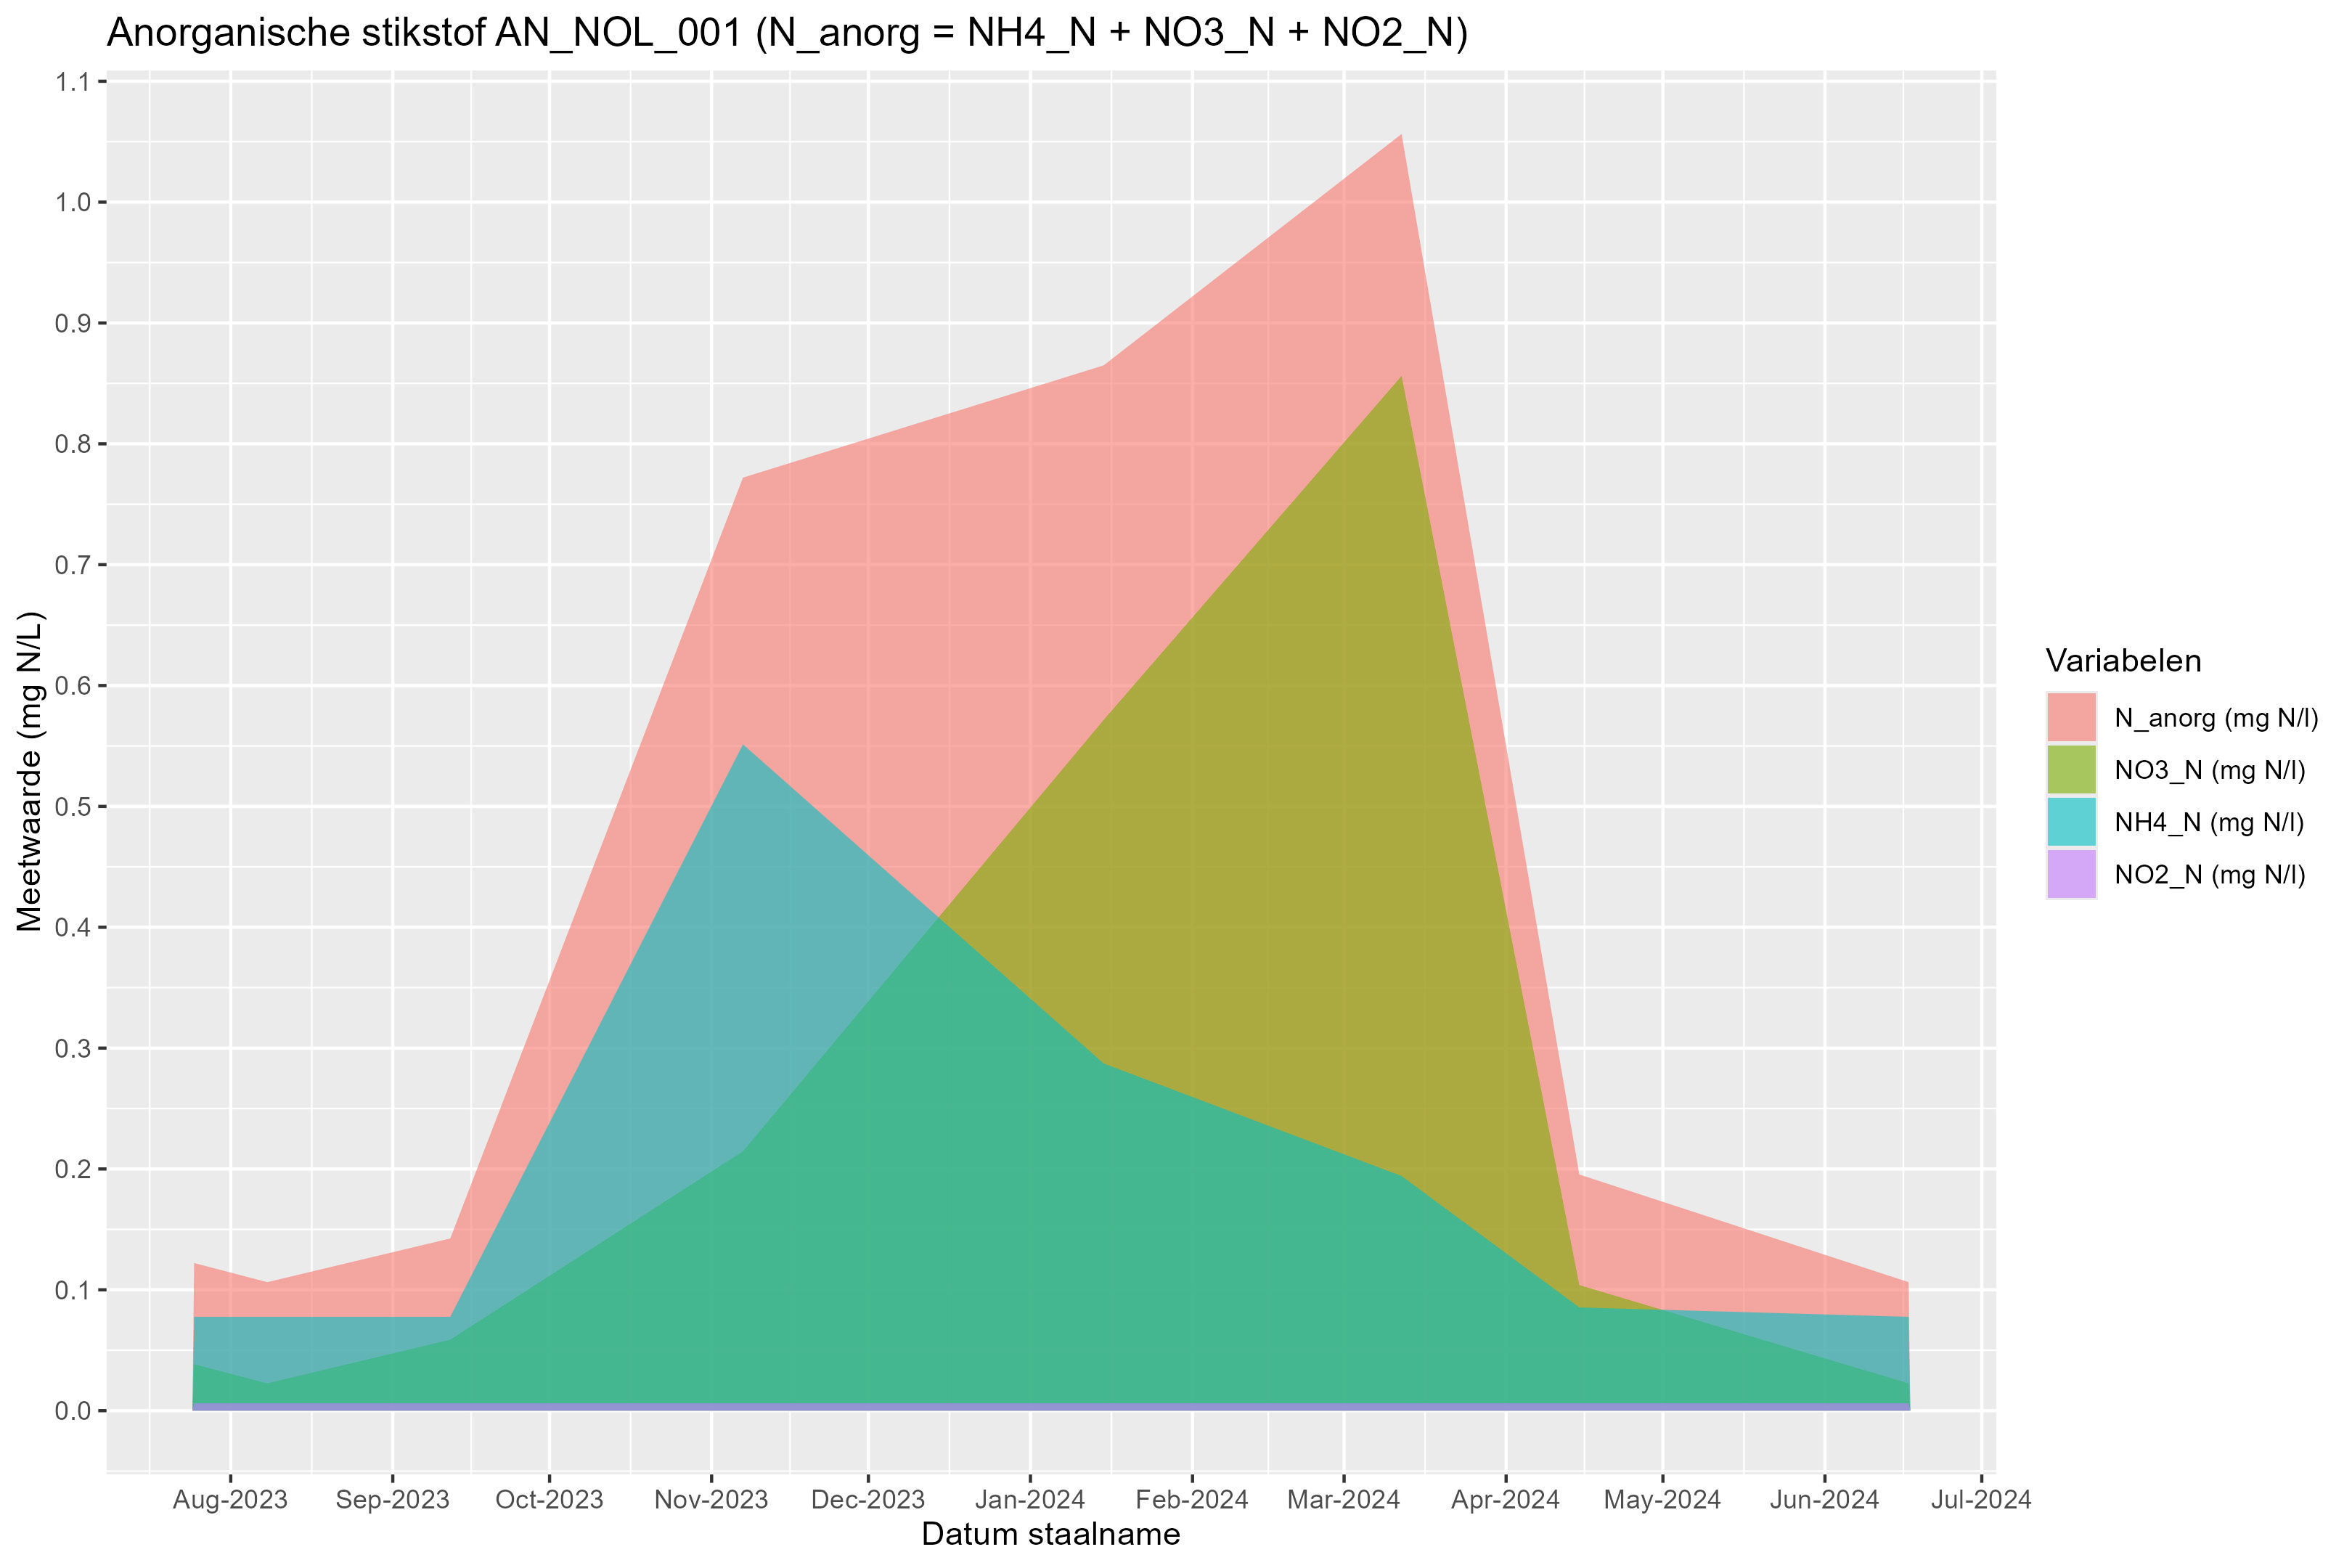 Anorganische stikstof AN_NOL_001 (N_anorg = NH4_N + NO3_N + NO2_N)
1.1
1.0
0.9
0.8
0.7
0.6
0.5
0.4
0.3
0.2
0.1
0.0
Meetwaarde (mg N/L)
Aug-2023 Sep-2023 Oct-2023 Nov-2023 Dec-2023 Jan-2024 Feb-2024 Mar-2024 Apr-2024 May-2024 Jun-2024 Jul-2024
Datum staalname
Variabelen
N_anorg (mg N/l)
NO3_N (mg N/l)
NH4_N (mg N/l)
NO2_N (mg N/l)